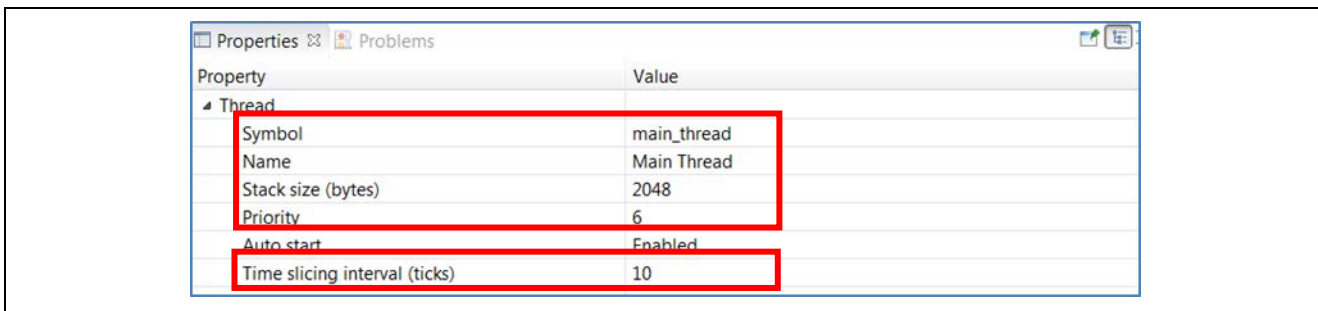 Properties Problems
Property Value
Thread
Symbol main_thread
Name Main Thread
Stack size (bytes) 2048
Priority 6
Auto start Enabled
Time slicing interval (ticks) 10